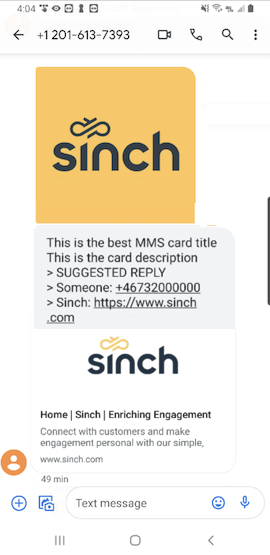 4:04
+1 201-613-7393
sinch
This is the best MMS card title
This is the card description
> SUGGESTED REPLY
> Someone: +46732000000
> Sinch: https://www.sinch
.com
sinch
Home | Sinch | Enriching Engagement
Connect with customers and make
engagement personal with our simple,
www.sinch.com
49 min
Text message